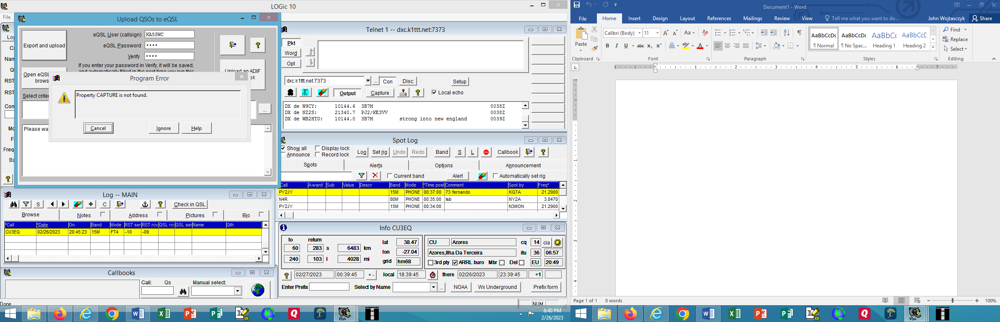 LOGic 10
File
Upload QSOs to eQSL
Export and upload
eQSL User (callsign) KA5SWC
eQSL Password
Verify
If you enter your password in Verify, it will be saved,
and automatically filled in the next time you run this
Open eQSL
brows
Upload an ADIF
sk
Select criter
...
Please wa
Program Error
Property CAPTURE is not found.
Cancel
Ignore
Help
Log
Ca
Nam
Q
RST
RST
Com
Mo
F
Freq
Ba
Telnet 1 -- dxc.k1ttt.net:7373
Pkt
Word
Opt
dxc.k1ttt.net:7373
...
Con
Disc
Setup
Output
Capture
Local echo
DX de W9CY: 10144.6 3B7M 0038Z
DX de NZ2S: 21340.7 PJ2/KE3VV 0038Z
DX de WB2HTO: 10144.0 3B7M strong into new england 0039Z
Spot Log
Show all
Display lock
Announce
Record lock
Log
Set rig
Undo
Redo
Band
S
L
Callbook
Spots
Alerts
Options
Announcement
Current band
Alert
Automatically set rig
Call Award Sub Value Descr Band Mode *Time post Comment Spot by Freq*
PY2JY 15M PHONE 00:37:00 73 fernando KQ7A 21.2900
N4R 80M PHONE 00:35:00 lsb NY2A 3.8470
PY2JY 15M PHONE 00:34:00 N3MON 21.2900
Log -- MAIN
S
C
Check in QSL
Browse
Notes
Address
Pictures
Bio
*Call *Date On Band Mode RST ser RST rcv QSL rcv QSL ser Name Qth
CU3EQ 02/26/2023 20:45:23 15M FT4 -10 -09
Info CU3EQ
to return
60 283 s 6483 km
240 103 l 4028 mi
lat 38.47
lon -27.04
grid hm68
CU Azores cq 14 cia
Azores,Ilha Da Terceira itu 36 06:57
3rd pty ARRL buro Mbr Del EU 20:49
02/27/2023 00:39:45 + - local 18:39:45 there 02/26/2023 23:39:45 +1
Enter Prefix
Select by Name
...
NOAA
Wx Underground
Prefix form
Callbooks
Call: Qs
Manual select:
Done
NUM
6:40 PM
2/26/2023
PDA
Document1 - Word
File Home Insert Design Layout References Mailings Review View Tell me what you want to do... John Wojtasczyk Share
Paste
Clipboard
Calibri (Body) 11
Font
Paragraph
AaBbCcDc AaBbCcDc AaBbCc AaBbCcD
¶ Normal ¶ No Spac... Heading 1 Heading 2
Styles
Find
Replace
Select
Editing
1 1 2 3 4 5 6 7
1
1
2
3
4
Page 1 of 1 0 words
100%
PDA